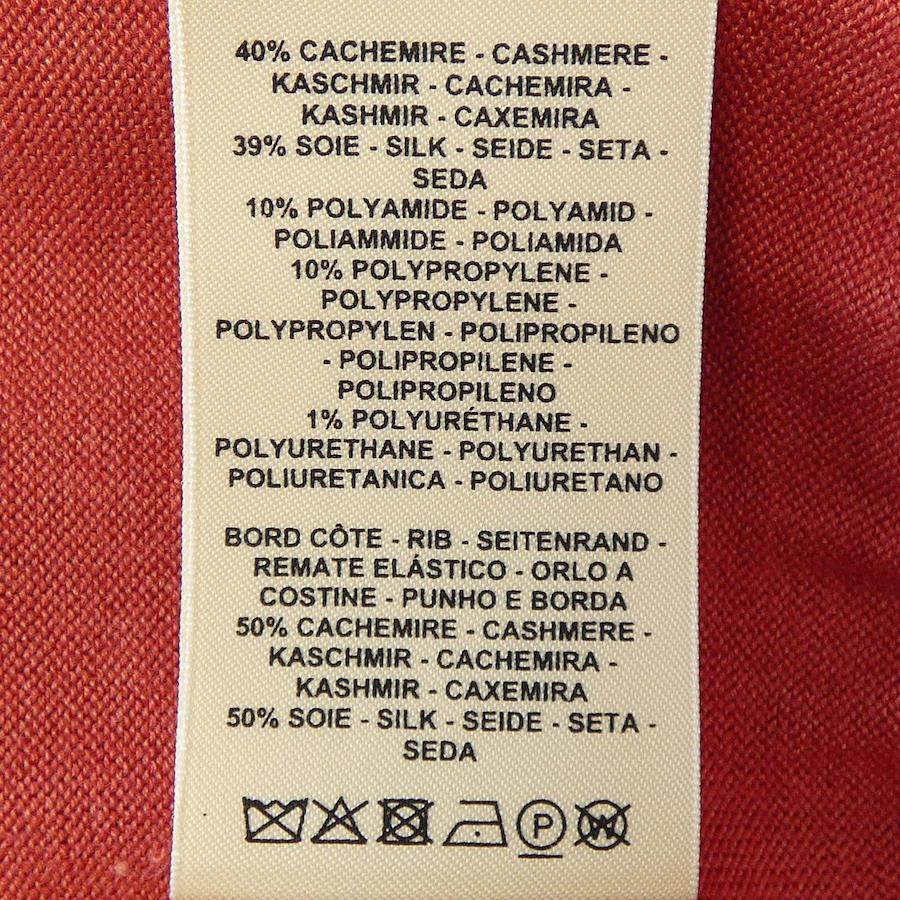 40% CACHEMIRE - CASHMERE -
KASCHMIR - CACHEMIRA -
KASHMIR - CAXEMIRA
39% SOIE - SILK - SEIDE - SETA -
SEDA
10% POLYAMIDE - POLYAMID -
POLIAMMIDE - POLIAMIDA
10% POLYPROPYLENE -
POLYPROPYLENE -
POLYPROPYLEN - POLIPROPILENO
- POLIPROPILENE -
POLIPROPILENO
1% POLYURÉTHANE -
POLYURETHANE - POLYURETHAN -
POLIURETANICA - POLIURETANO
BORD CÔTE - RIB - SEITENRAND -
REMATE ELÁSTICO - ORLO A
COSTINE - PUNHO E BORDA
50% CACHEMIRE - CASHMERE -
KASCHMIR - CACHEMIRA -
KASHMIR - CAXEMIRA
50% SOIE - SILK - SEIDE - SETA -
SEDA
P W